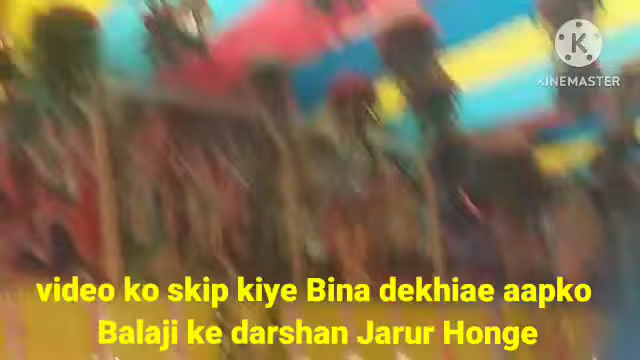 K
KINEMASTER
video ko skip kiye Bina dekhiae aapko
Balaji ke darshan Jarur Honge